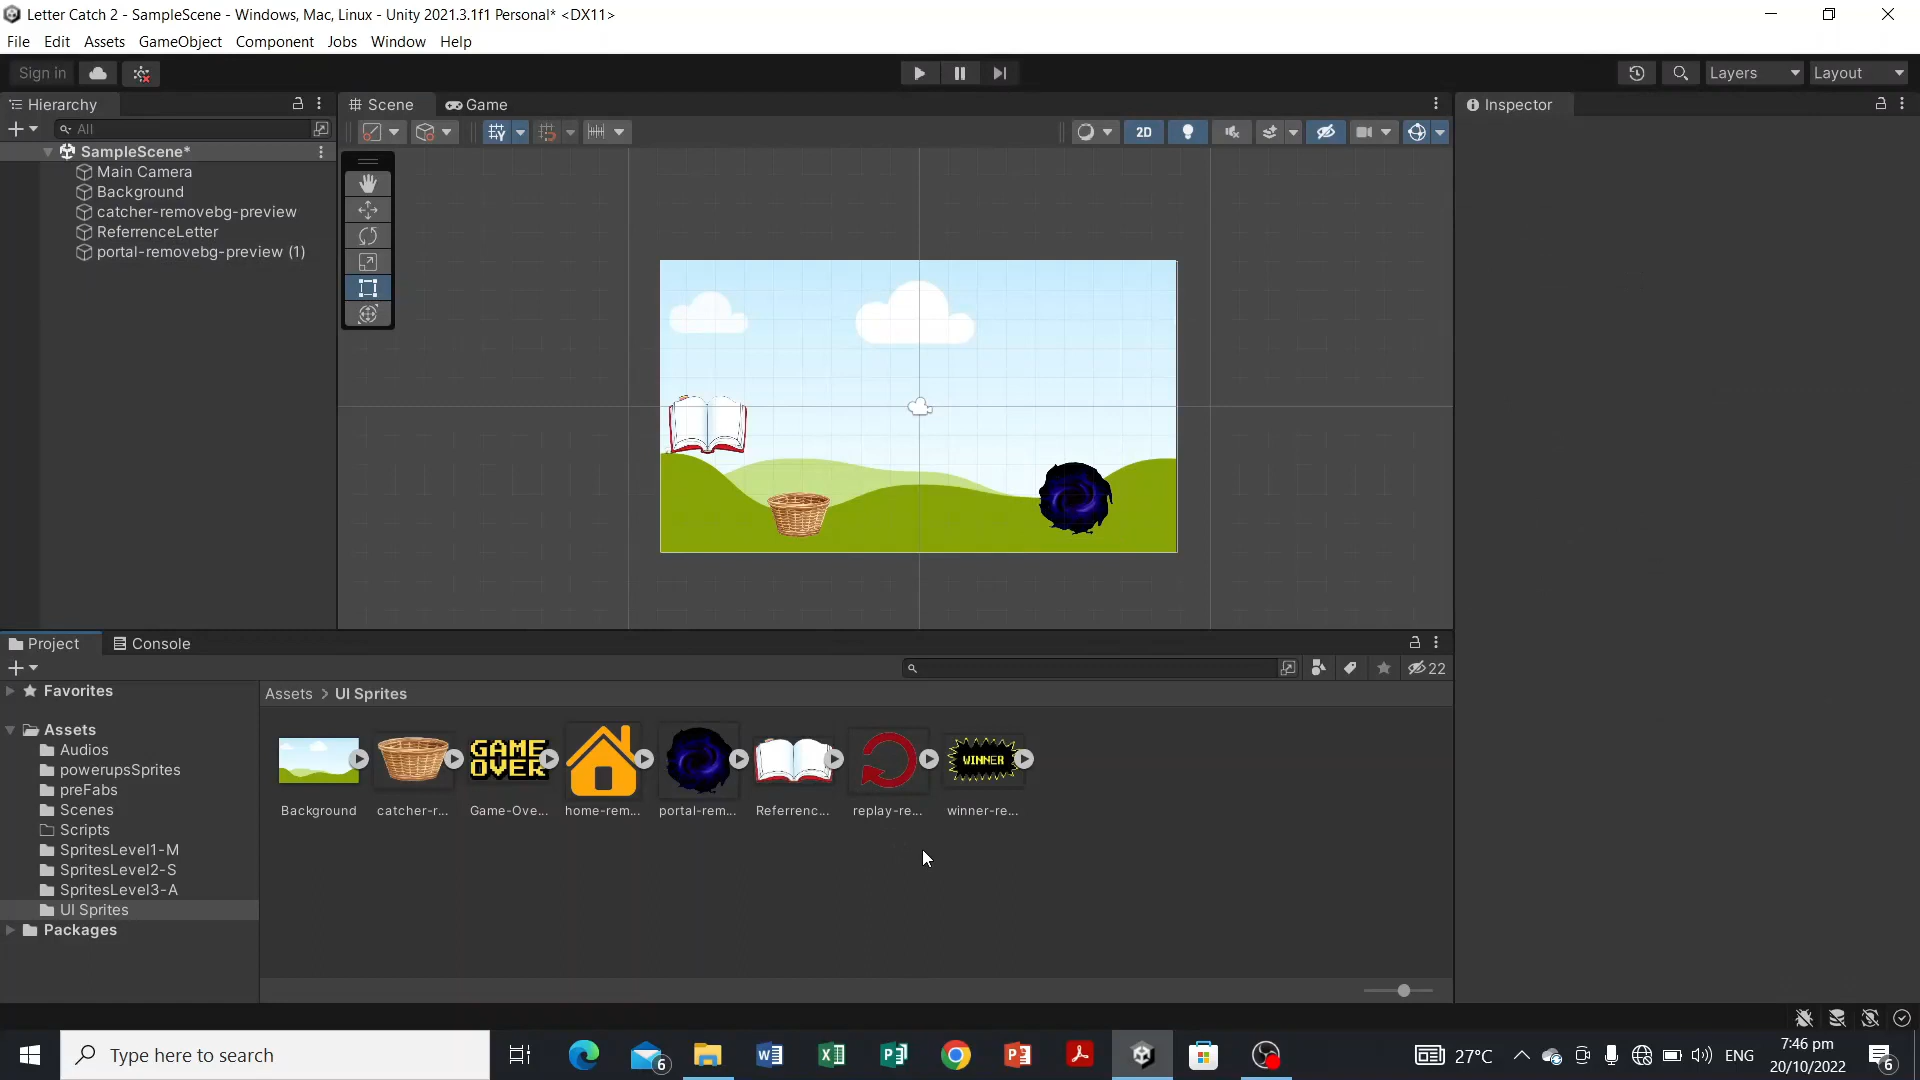 Letter Catch 2 - SampleScene - Windows, Mac, Linux - Unity 2021.3.1f1 Personal* <DX11>
File Edit Assets GameObject Component Jobs Window Help
Sign in
Layers
Layout
Hierarchy
Scene
Game
Inspector
All
2D
SampleScene*
Main Camera
Background
catcher-removebg-preview
ReferrenceLetter
portal-removebg-preview (1)
Project
Console
22
Favorites
Assets > UI Sprites
Assets
Audios
powerupsSprites
preFabs
Scenes
Scripts
SpritesLevel1-M
SpritesLevel2-S
SpritesLevel3-A
UI Sprites
Packages
GAME OVER
WINNER
Background
catcher-r...
Game-Ove...
home-rem...
portal-rem...
Referrenc...
replay-re...
winner-re...
Type here to search
6
27°C
ENG
7:46 pm
20/10/2022
6